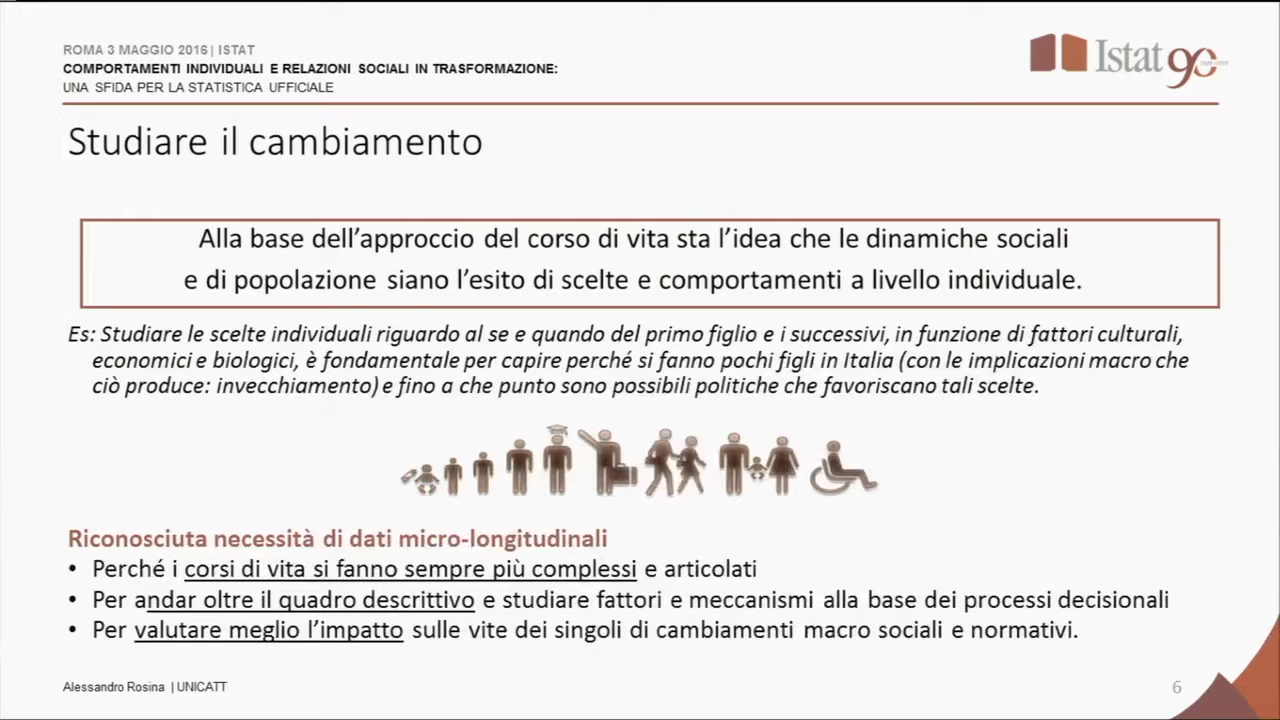 ROMA 3 MAGGIO 2016 | ISTAT
COMPORTAMENTI INDIVIDUALI E RELAZIONI SOCIALI IN TRASFORMAZIONE:
UNA SFIDA PER LA STATISTICA UFFICIALE
Istat 90
Studiare il cambiamento
Alla base dell’approccio del corso di vita sta l’idea che le dinamiche sociali
e di popolazione siano l’esito di scelte e comportamenti a livello individuale.
Es: Studiare le scelte individuali riguardo al se e quando del primo figlio e i successivi, in funzione di fattori culturali,
economici e biologici, è fondamentale per capire perché si fanno pochi figli in Italia (con le implicazioni macro che
ciò produce: invecchiamento) e fino a che punto sono possibili politiche che favoriscano tali scelte.
Riconosciuta necessità di dati micro-longitudinali
• Perché i corsi di vita si fanno sempre più complessi e articolati
• Per andar oltre il quadro descrittivo e studiare fattori e meccanismi alla base dei processi decisionali
• Per valutare meglio l’impatto sulle vite dei singoli di cambiamenti macro sociali e normativi.
Alessandro Rosina | UNICATT
6